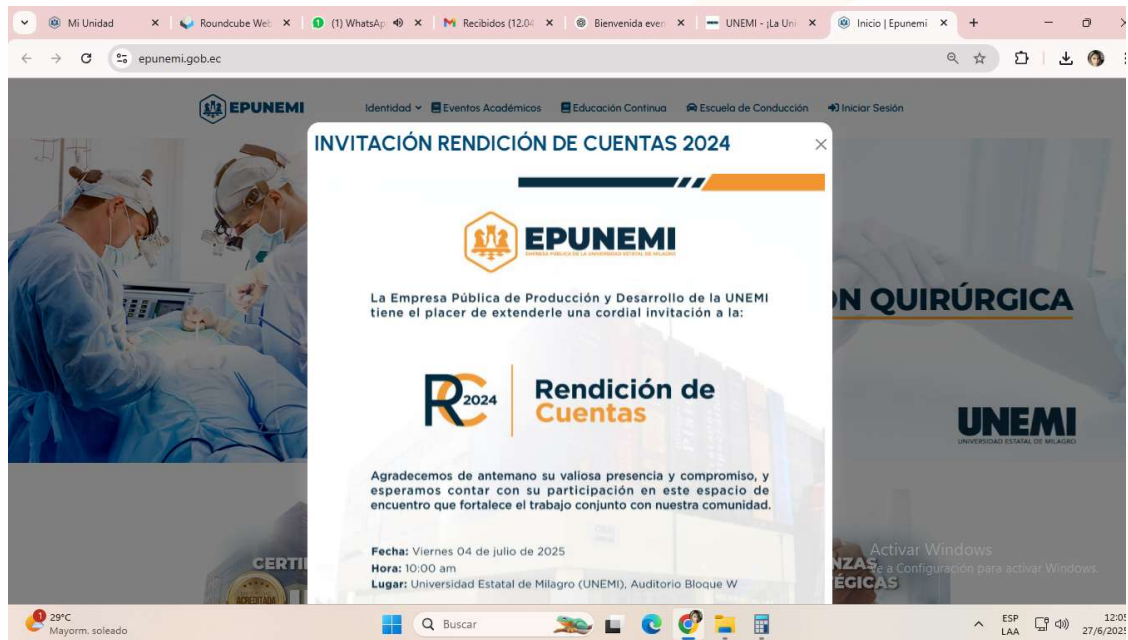 Mi Unidad
Roundcube Web
(1) WhatsAp
Recibidos (12.04
Bienvenida even
UNEMI - ¡La Uni
Inicio | Epunemi
epunemi.gob.ec
EPUNEMI
Identidad
Eventos Académicos
Educación Continua
Escuela de Conducción
Iniciar Sesión
INVITACIÓN RENDICIÓN DE CUENTAS 2024
EPUNEMI
EMPRESA PÚBLICA DE LA UNIVERSIDAD ESTATAL DE MILAGRO
La Empresa Pública de Producción y Desarrollo de la UNEMI
tiene el placer de extenderle una cordial invitación a la:
RC 2024
Rendición de
Cuentas
Agradecemos de antemano su valiosa presencia y compromiso, y
esperamos contar con su participación en este espacio de
encuentro que fortalece el trabajo conjunto con nuestra comunidad.
Fecha: Viernes 04 de julio de 2025
Hora: 10:00 am
Lugar: Universidad Estatal de Milagro (UNEMI), Auditorio Bloque W
ÓN QUIRÚRGICA
UNEMI
UNIVERSIDAD ESTATAL DE MILAGRO
CERTI
ACREDITADA
NZAS
ÉGICAS
Activar Windows
Ve a Configuración para activar Windows.
1
29°C
Mayorm. soleado
Buscar
ESP
LAA
12:05
27/6/2025